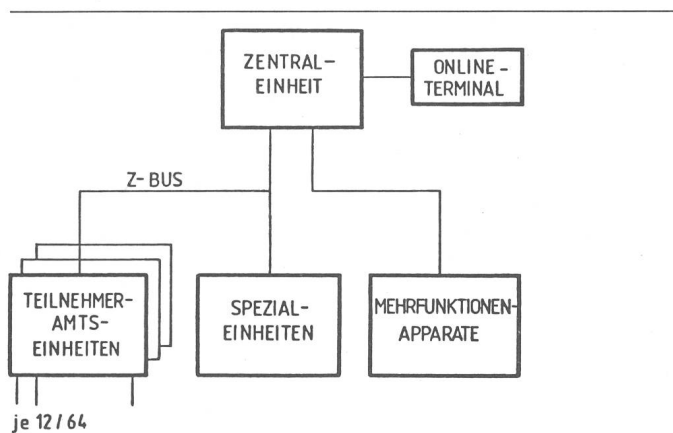 ZENTRAL-
EINHEIT
ONLINE-
TERMINAL
Z-BUS
TEILNEHMER-
AMTS-
EINHEITEN
SPEZIAL-
EINHEITEN
MEHRFUNKTIONEN-
APPARATE
je 12/64